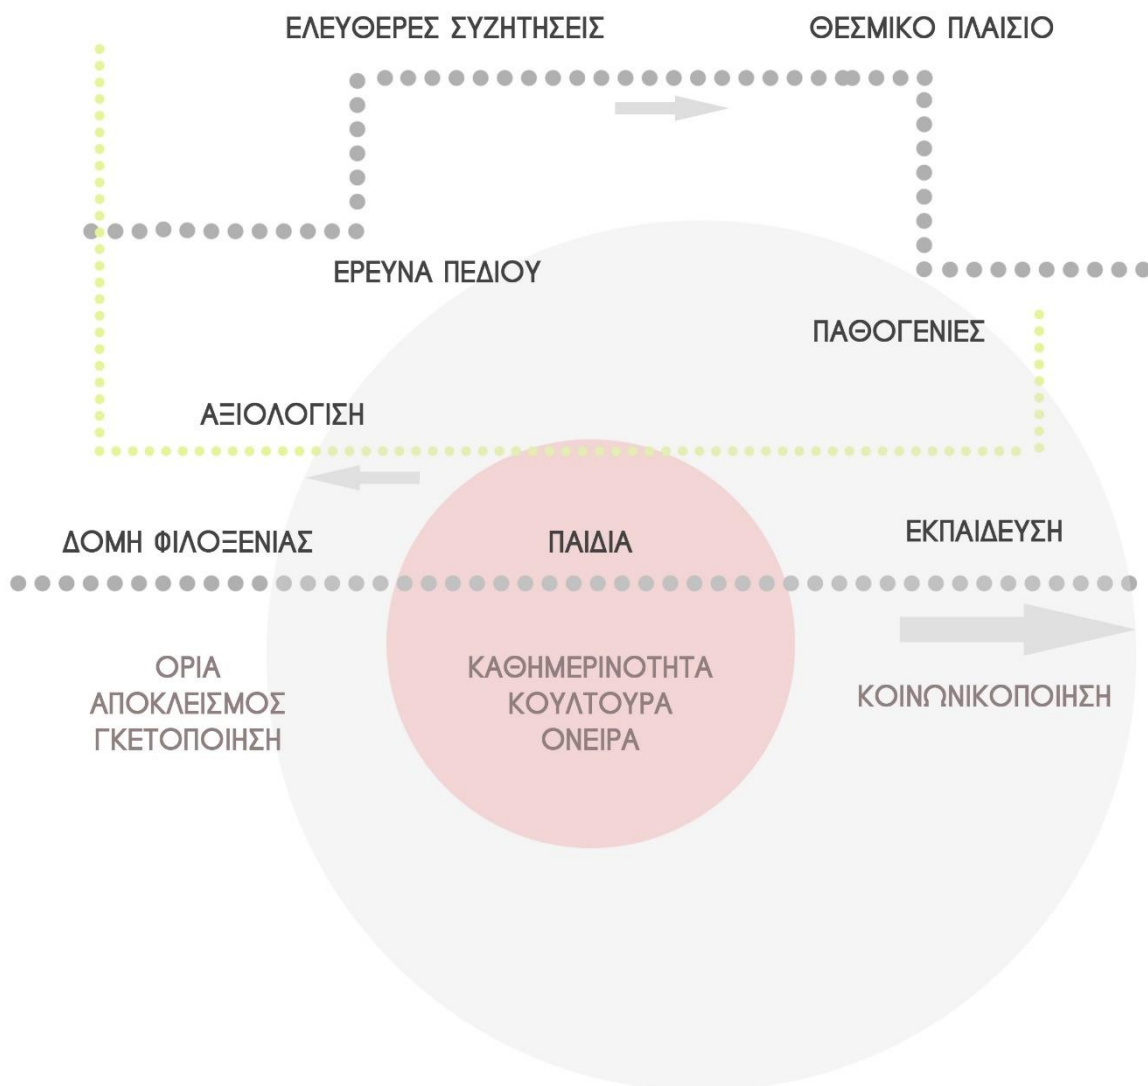 ΕΛΕΥΘΕΡΕΣ ΣΥΖΗΤΗΣΕΙΣ
ΘΕΣΜΙΚΟ ΠΛΑΙΣΙΟ
ΕΡΕΥΝΑ ΠΕΔΙΟΥ
ΠΑΘΟΓΕΝΙΕΣ
ΑΞΙΟΛΟΓΙΣΗ
ΔΟΜΗ ΦΙΛΟΞΕΝΙΑΣ
ΠΑΙΔΙΑ
ΕΚΠΑΙΔΕΥΣΗ
ΟΡΙΑ
ΑΠΟΚΛΕΙΣΜΟΣ
ΓΚΕΤΟΠΟΙΗΣΗ
ΚΑΘΗΜΕΡΙΝΟΤΗΤΑ
ΚΟΥΛΤΟΥΡΑ
ΟΝΕΙΡΑ
ΚΟΙΝΩΝΙΚΟΠΟΙΗΣΗ